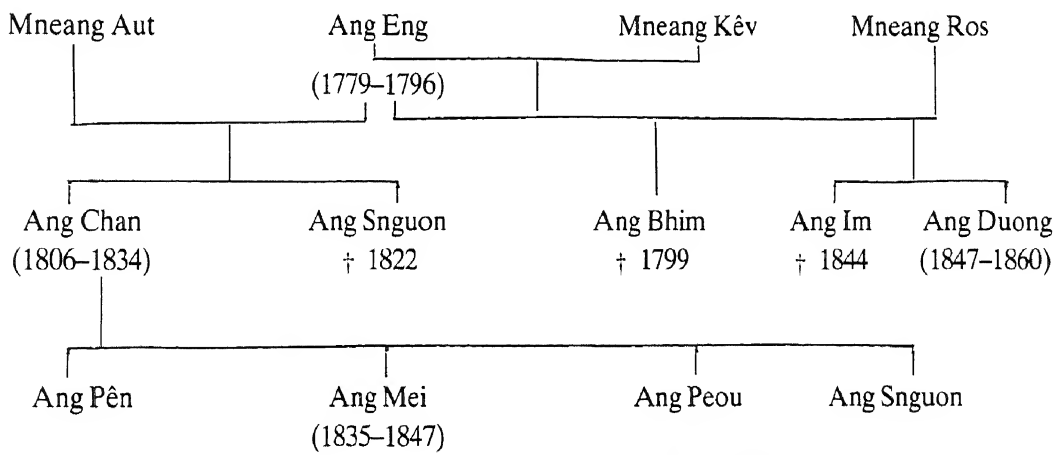 Mneang Aut Ang Eng Mneang Kêv Mneang Ros
(1779–1796)
Ang Chan Ang Snguon Ang Bhim Ang Im Ang Duong
(1806–1834) † 1822 † 1799 † 1844 (1847–1860)
Ang Pên Ang Mei Ang Peou Ang Snguon
(1835–1847)